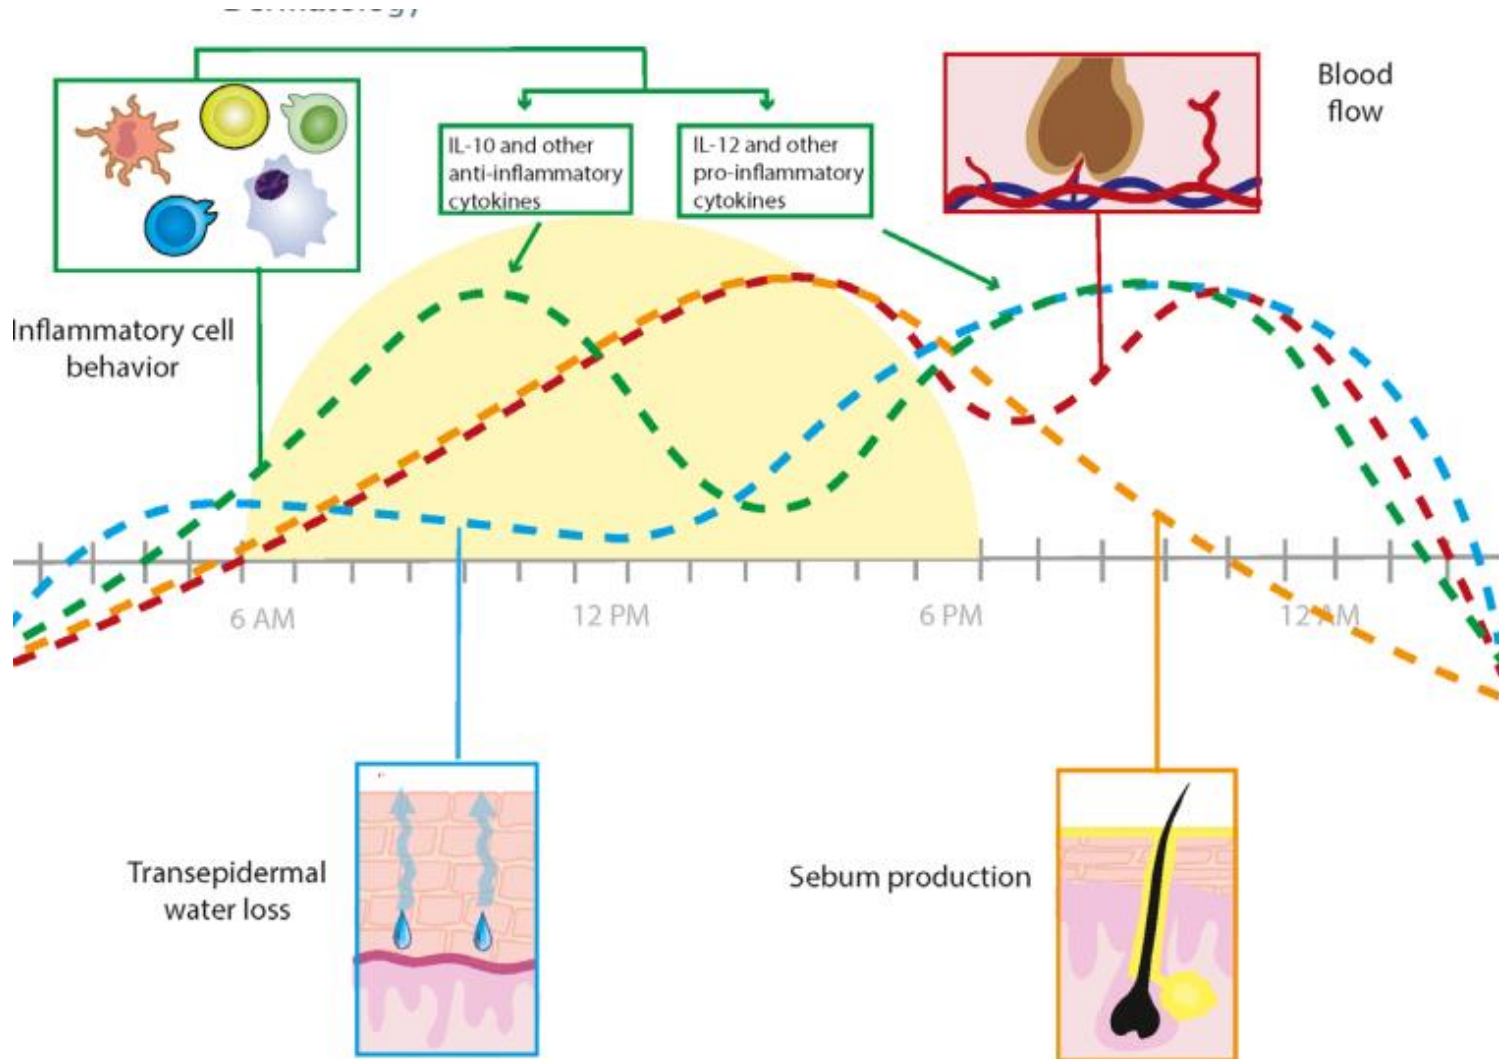 Dermatology
Blood
flow
IL-10 and other
anti-inflammatory
cytokines
IL-12 and other
pro-inflammatory
cytokines
Inflammatory cell
behavior
6 AM
12 PM
6 PM
12 AM
Transepidermal
water loss
Sebum production